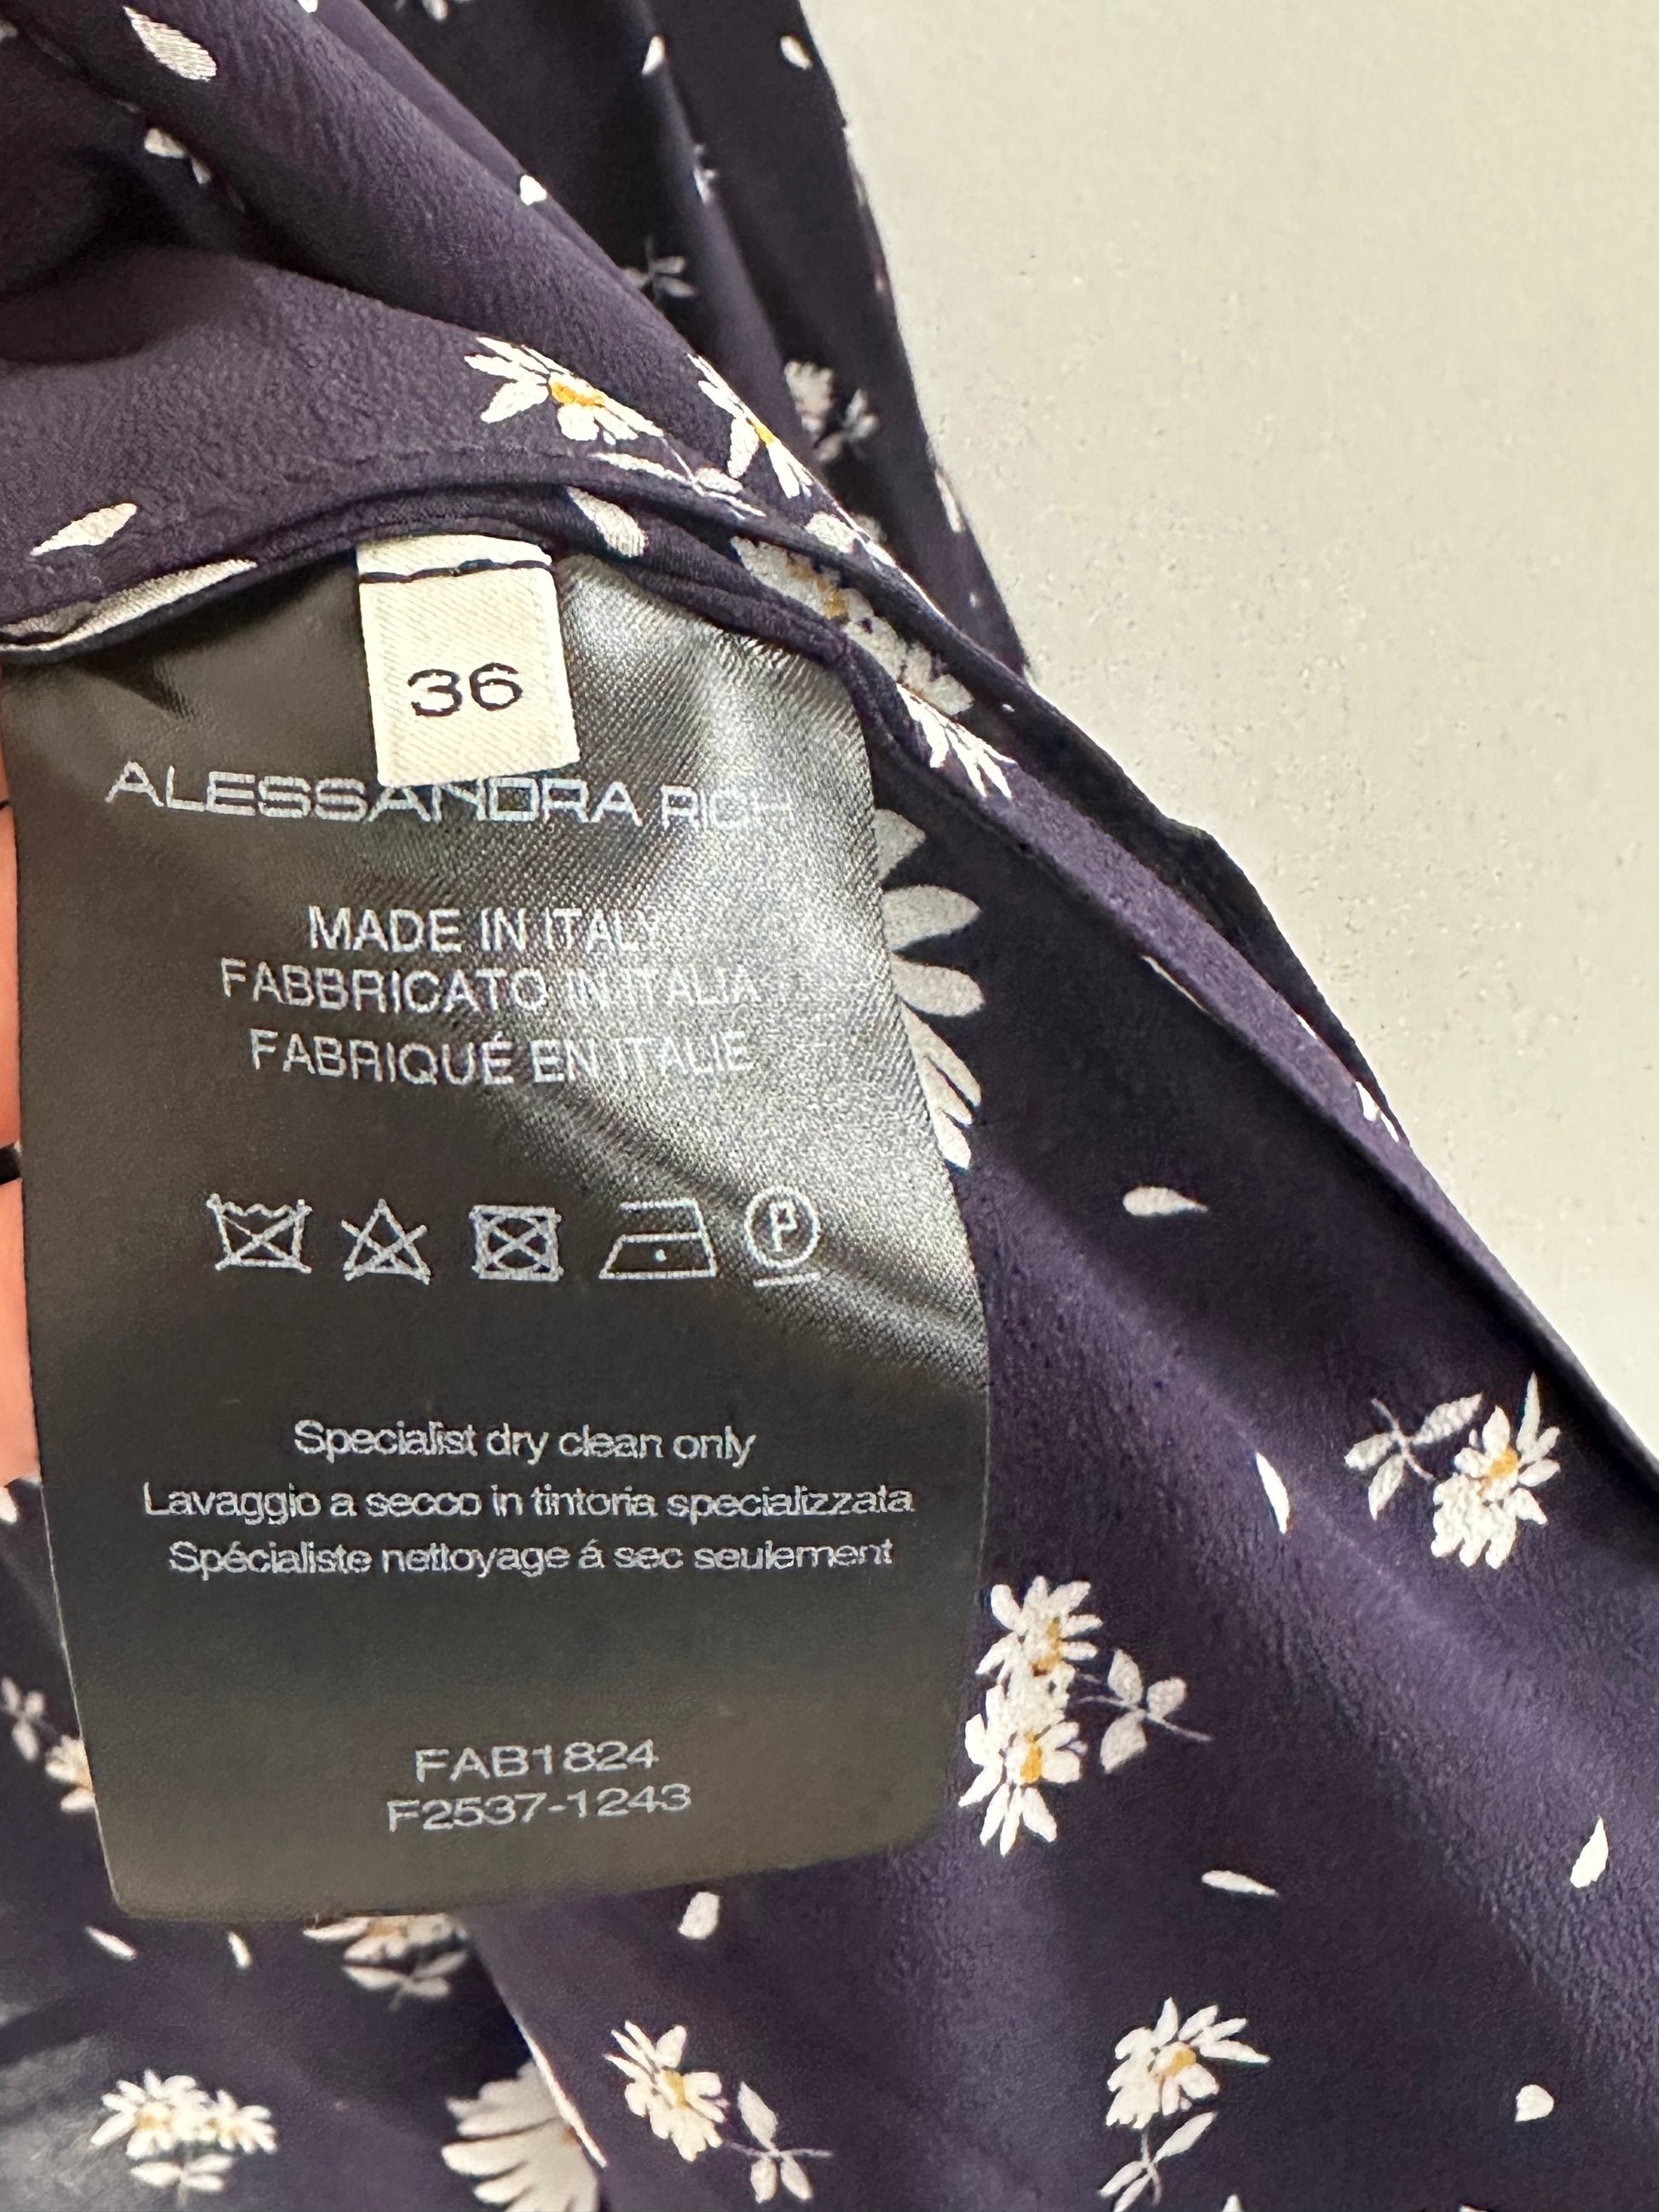 36
ALESSANDRA RICH
MADE IN ITALY
FABBRICATO IN ITALIA
FABRIQUÉ EN ITALIE
P
Specialist dry clean only
Lavaggio a secco in tintoria specializzata
Spécialiste nettoyage á sec seulement
FAB1824
F2537-1243